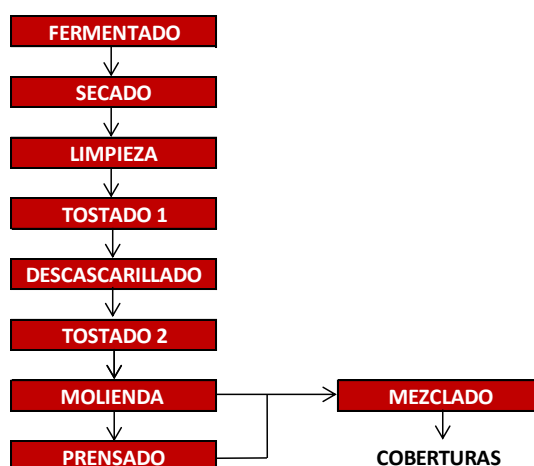 FERMENTADO
SECADO
LIMPIEZA
TOSTADO 1
DESCASCARILLADO
TOSTADO 2
MOLIENDA
MEZCLADO
PRENSADO
COBERTURAS